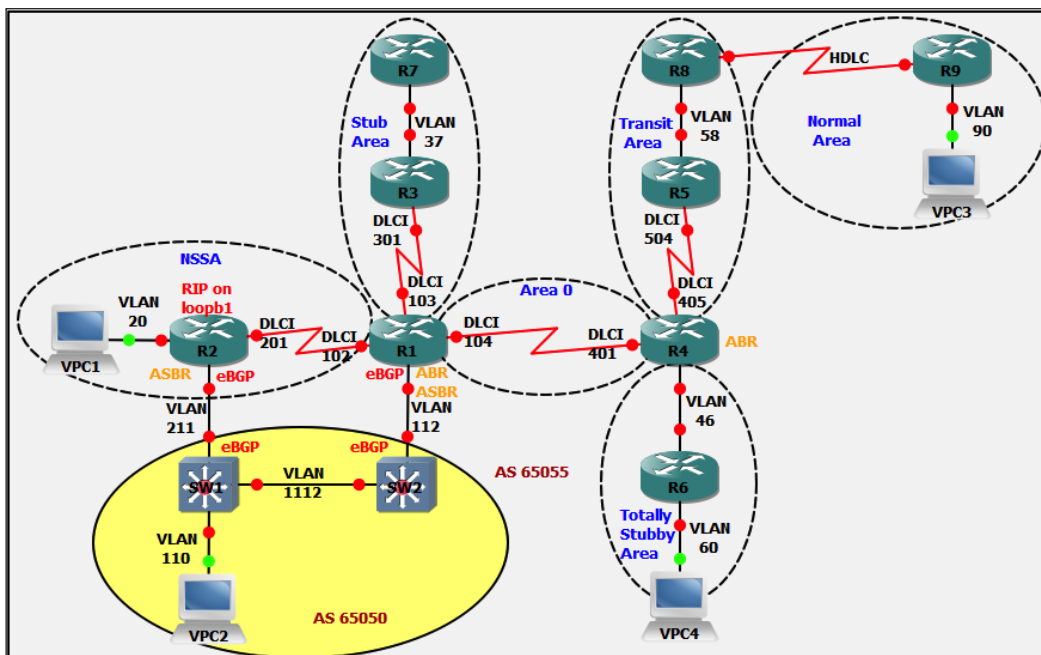 R7
R8
HDLC
R9
Stub
Area
VLAN
37
Transit
Area
VLAN
58
Normal
Area
VLAN
90
R3
R5
VPC3
DLCI
301
DLCI
504
NSSA
DLCI
103
Area 0
DLCI
405
VLAN
20
RIP on
loopb1
DLCI
201
DLCI
102
DLCI
104
DLCI
401
VPC1
R2
R1
R4
ABR
ASBR
eBGP
eBGP
ABR
ASBR
VLAN
211
VLAN
112
VLAN
46
eBGP
eBGP
AS 65055
SW1
VLAN
1112
SW2
R6
VLAN
110
Totally
Stubby
Area
VLAN
60
AS 65050
VPC2
VPC4